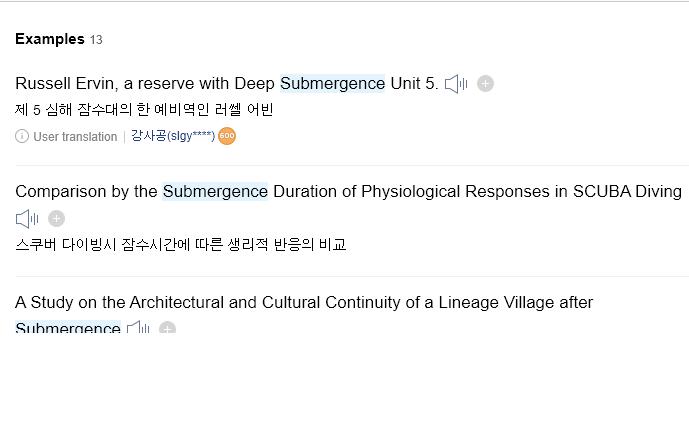 Examples 13
Russell Ervin, a reserve with Deep Submergence Unit 5.
제 5 심해 잠수대의 한 예비역인 러쎌 어빈
User translation | 강사공(slgy****) 600
Comparison by the Submergence Duration of Physiological Responses in SCUBA Diving
스쿠버 다이빙시 잠수시간에 따른 생리적 반응의 비교
A Study on the Architectural and Cultural Continuity of a Lineage Village after
Submergence